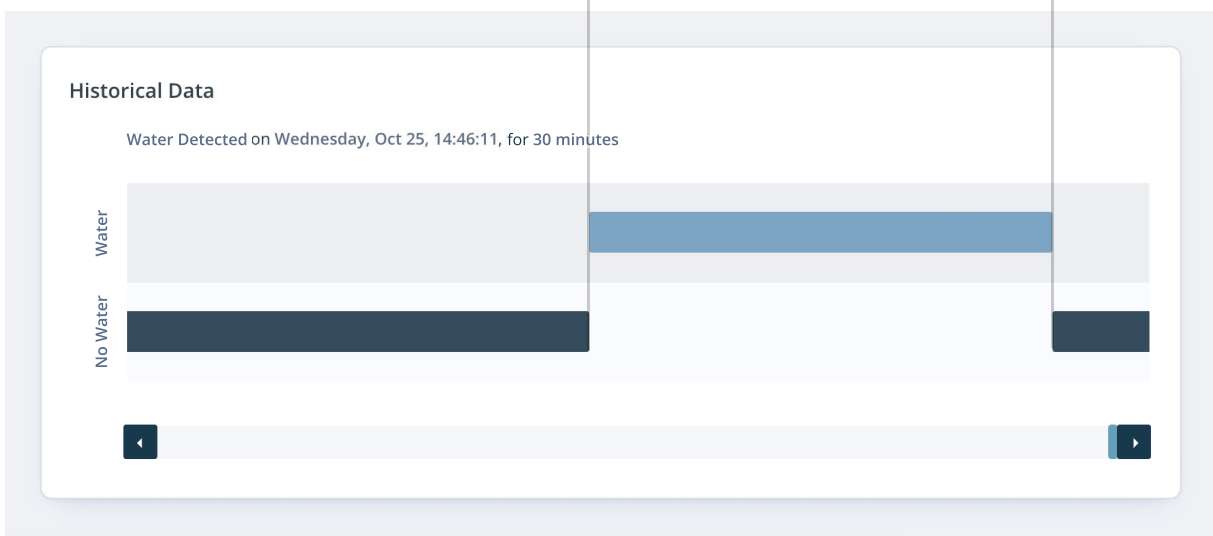 Historical Data
Water Detected on Wednesday, Oct 25, 14:46:11, for 30 minutes
Water
No Water